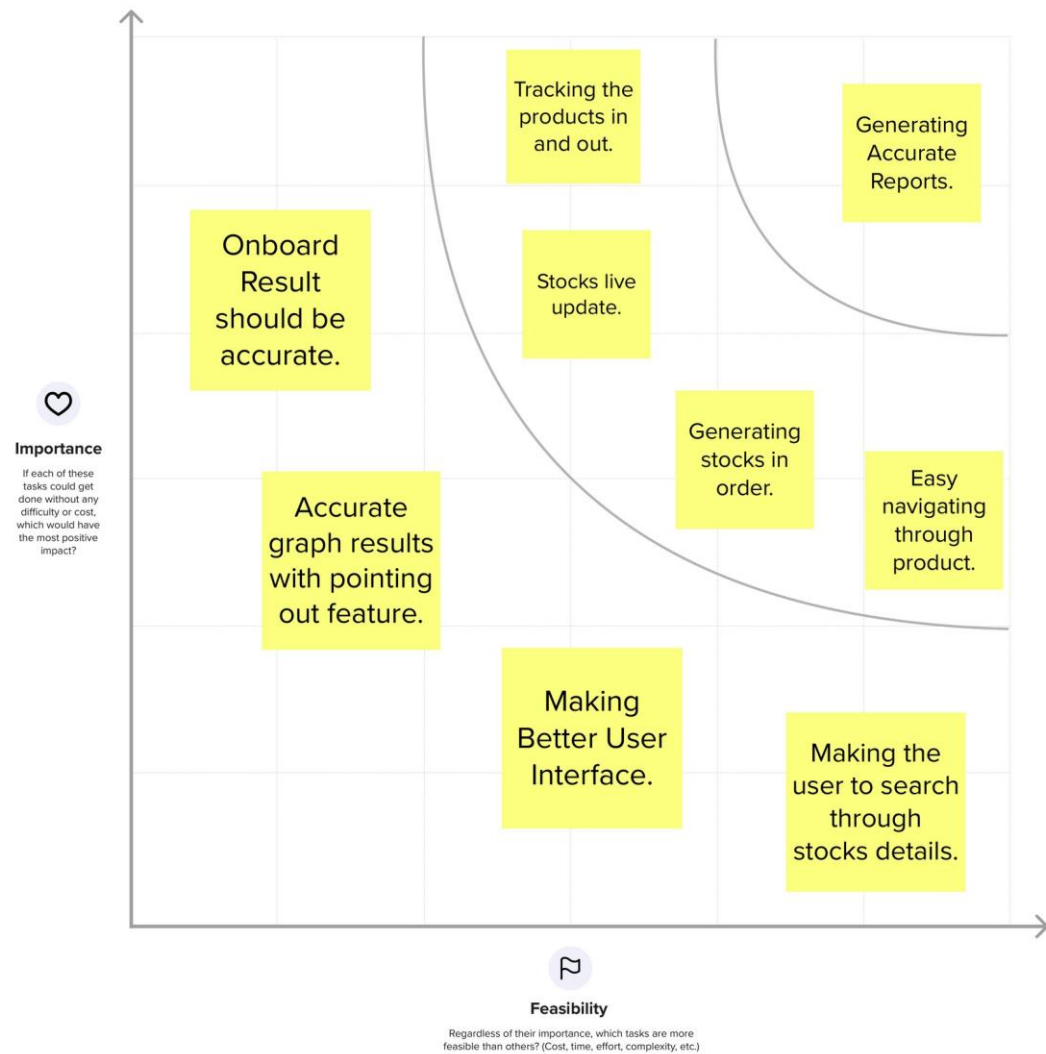 Tracking the
products in
and out.
Generating
Accurate
Reports.
Onboard
Result
should be
accurate.
Stocks live
update.
Generating
stocks in
order.
Easy
navigating
through
product.
Importance
If each of these
tasks could get
done without any
difficulty or cost,
which would have
the most positive
impact?
Accurate
graph results
with pointing
out feature.
Making
Better User
Interface.
Making the
user to search
through
stocks details.
Feasibility
Regardless of their importance, which tasks are more
feasible than others? (Cost, time, effort, complexity, etc.)